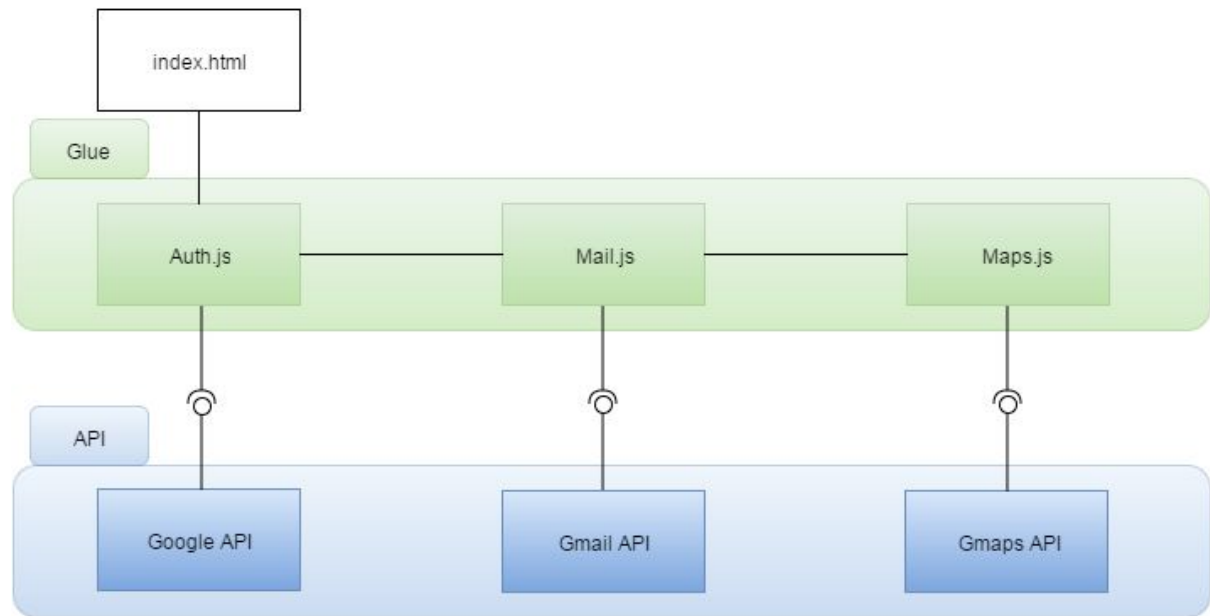 index.html
Glue
Auth.js
Mail.js
Maps.js
API
Google API
Gmail API
Gmaps API